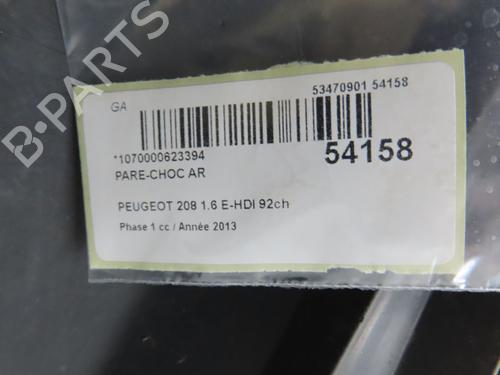 B-PARTS
GA
53470901 54158
*1070000623394
54158
PARE-CHOC AR
PEUGEOT 208 1.6 E-HDI 92ch
Phase 1 cc / Année 2013